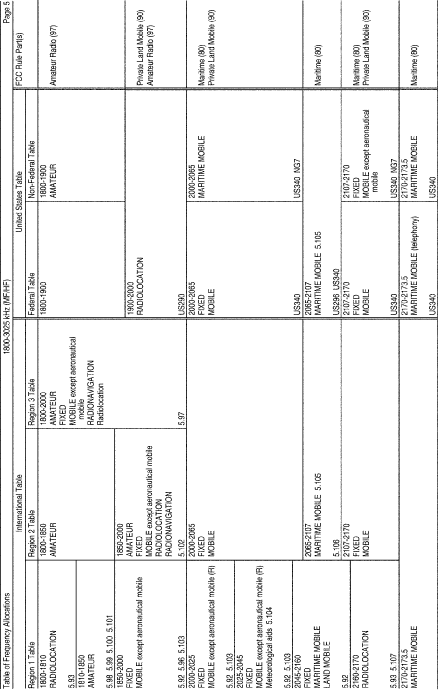 Table of Frequency Allocations
1800-3025 kHz (MF/HF)
Page 5
International Table
United States Table
FCC Rule Part(s)
Region 1 Table
Region 2 Table
Region 3 Table
Federal Table
Non-Federal Table
1800-1810
RADIOLOCATION
5.93
1810-1850
AMATEUR
5.98 5.99 5.100 5.101
1850-2000
FIXED
MOBILE except aeronautical mobile
5.92 5.96 5.103
2000-2025
FIXED
MOBILE except aeronautical mobile (R)
5.92 5.103
2025-2045
FIXED
MOBILE except aeronautical mobile (R)
Meteorological aids 5.104
5.92 5.103
2045-2160
FIXED
MARITIME MOBILE
LAND MOBILE
5.92
2160-2170
RADIOLOCATION
5.93 5.107
2170-2173.5
MARITIME MOBILE
1800-1850
AMATEUR
1850-2000
AMATEUR
FIXED
MOBILE except aeronautical mobile
RADIOLOCATION
RADIONAVIGATION
5.102
2000-2065
FIXED
MOBILE
2065-2107
MARITIME MOBILE 5.105
5.106
2107-2170
FIXED
MOBILE
1800-2000
AMATEUR
FIXED
MOBILE except aeronautical
mobile
RADIONAVIGATION
Radiolocation
5.97
1800-1900
1900-2000
RADIOLOCATION
US290
2000-2065
FIXED
MOBILE
US340
2065-2107
MARITIME MOBILE 5.105
US296 US340
2107-2170
FIXED
MOBILE
US340
2170-2173.5
MARITIME MOBILE (telephony)
US340
1800-1900
AMATEUR
2000-2065
MARITIME MOBILE
US340 NG7
2107-2170
FIXED
MOBILE except aeronautical
mobile
US340 NG7
2170-2173.5
MARITIME MOBILE
US340
Amateur Radio (97)
Private Land Mobile (90)
Amateur Radio (97)
Maritime (80)
Private Land Mobile (90)
Maritime (80)
Maritime (80)
Private Land Mobile (90)
Maritime (80)